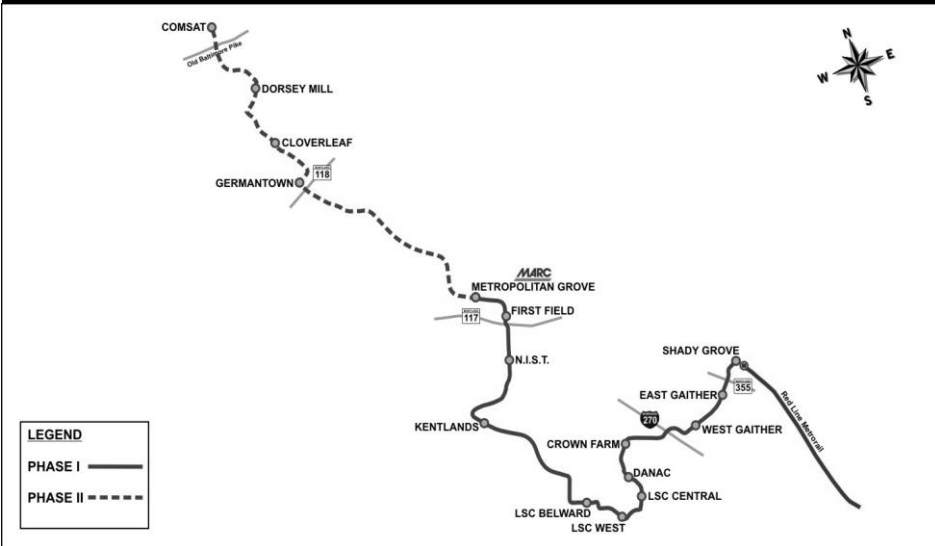 COMSAT
Old Baltimore Pike
DORSEY MILL
CLOVERLEAF
118
GERMANTOWN
N
E
W
S
MARC
METROPOLITAN GROVE
FIRST FIELD
117
N.I.S.T.
SHADY GROVE
M
355
EAST GAITHER
Red Line Metrorail
270
WEST GAITHER
KENTLANDS
CROWN FARM
DANAC
LSC CENTRAL
LSC BELWARD
LSC WEST
LEGEND
PHASE I
PHASE II